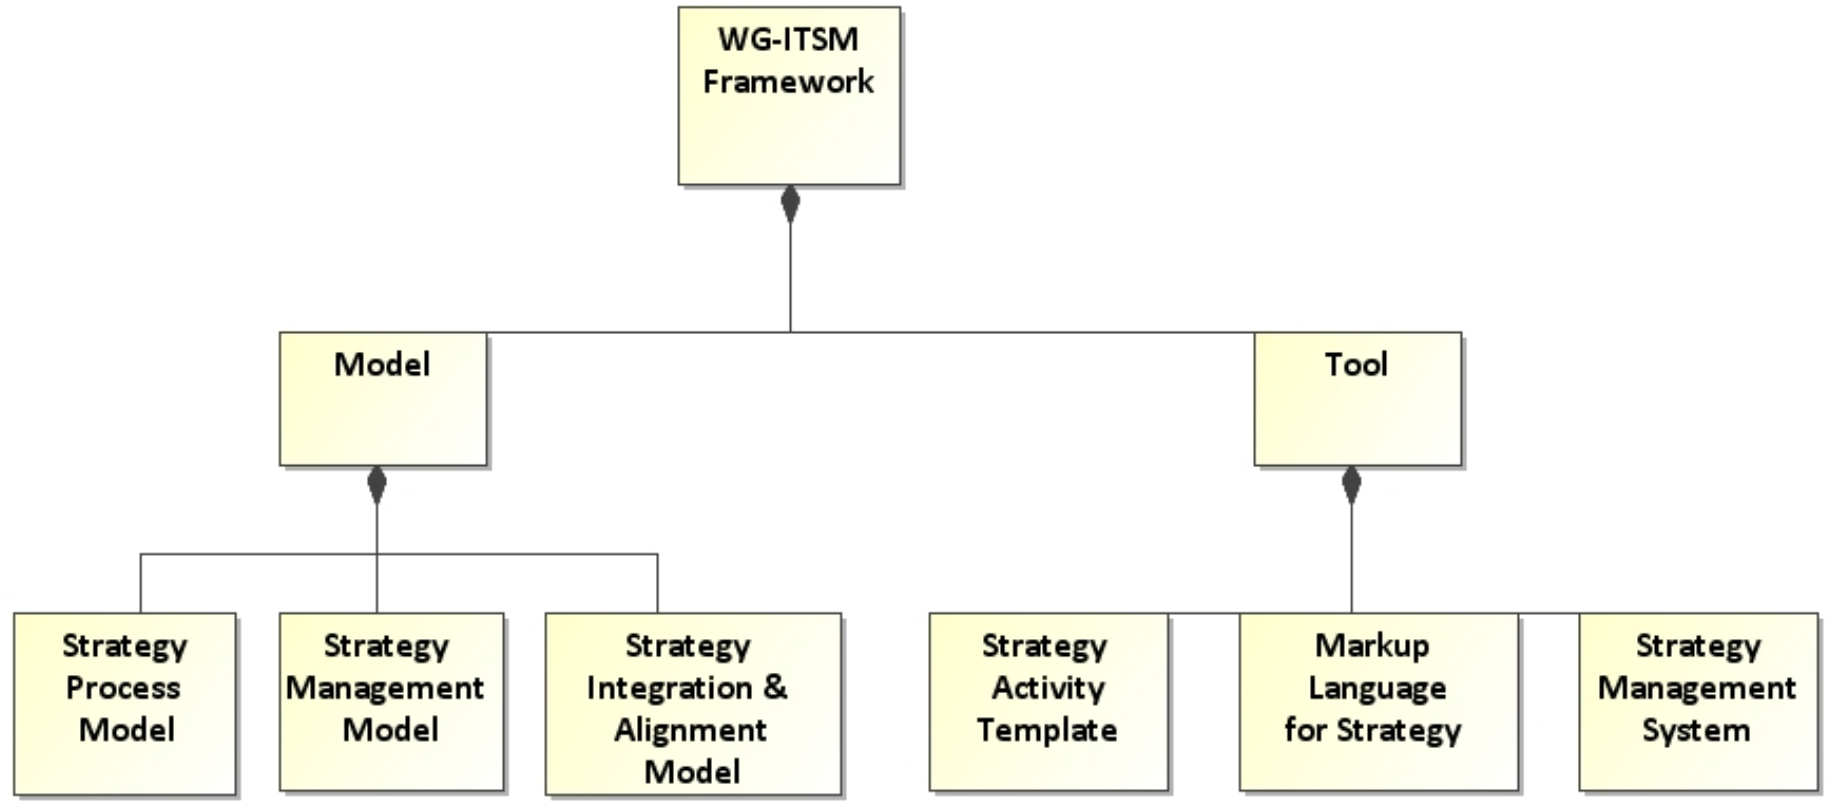 WG-ITSM
Framework
Model
Tool
Strategy
Process
Model
Strategy
Management
Model
Strategy
Integration &
Alignment
Model
Strategy
Activity
Template
Markup
Language
for Strategy
Strategy
Management
System